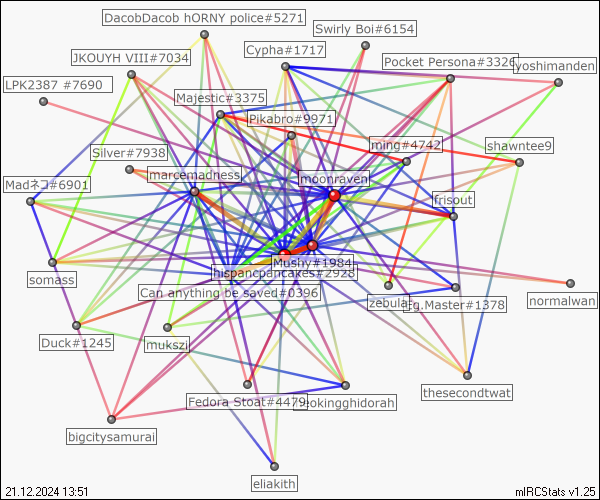 DacobDacob hORNY police#5271
Swirly Boi#6154
Cypha#1717
JKOUYH VIII#7034
Pocket Persona#3326
yoshimanden
LPK2387 #7690
Majestic#3375
Pikabro#9971
ming#4742
shawntee9
Silver#7938
marcemadness
moonraven
Madネコ#6901
frisout
Mushy#1984
hispancpancakes#2928
somass
Can anything be saved#0396
zebular
Fg.Master#1378
normalwan
Duck#1245
mukszi
thesecondtwat
Fedora Stoat#4479
neokingghidorah
bigcitysamurai
eliakith
21.12.2024 13:51
mIRCStats v1.25